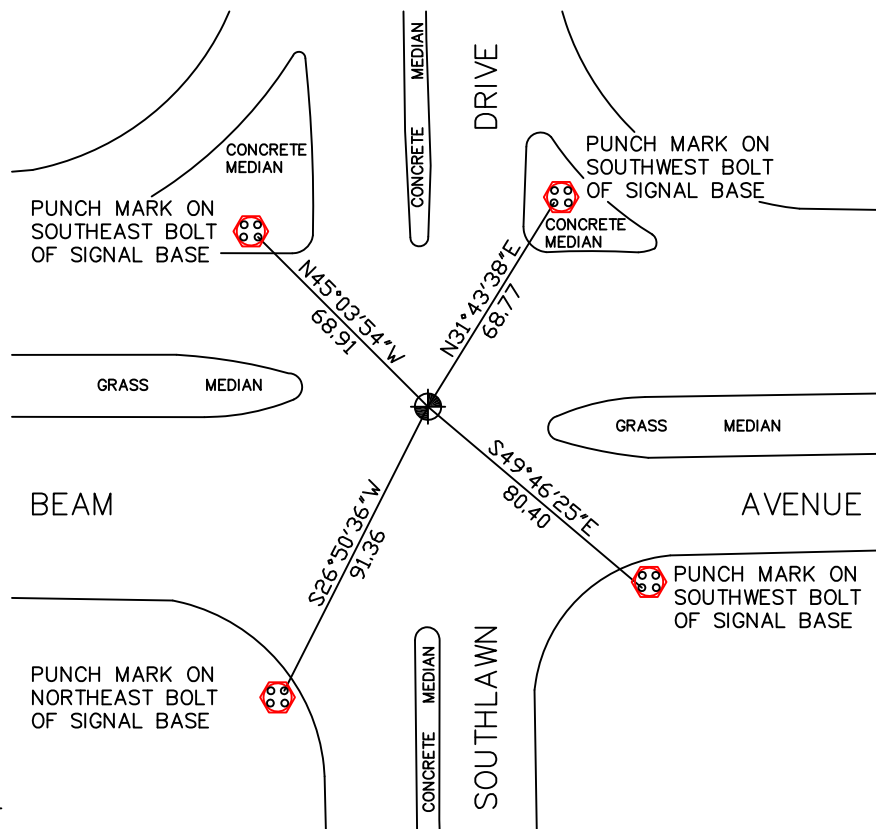 DRIVE
CONCRETE MEDIAN
CONCRETE
MEDIAN
PUNCH MARK ON
SOUTHWEST BOLT
OF SIGNAL BASE
PUNCH MARK ON
SOUTHEAST BOLT
OF SIGNAL BASE
CONCRETE
MEDIAN
N45°03'54"W
68.91
N31°43'38"E
68.77
GRASS MEDIAN
GRASS MEDIAN
S49°46'25"E
80.40
BEAM
AVENUE
S26°50'36"W
91.36
PUNCH MARK ON
SOUTHWEST BOLT
OF SIGNAL BASE
PUNCH MARK ON
NORTHEAST BOLT
OF SIGNAL BASE
CONCRETE MEDIAN
SOUTHLAWN